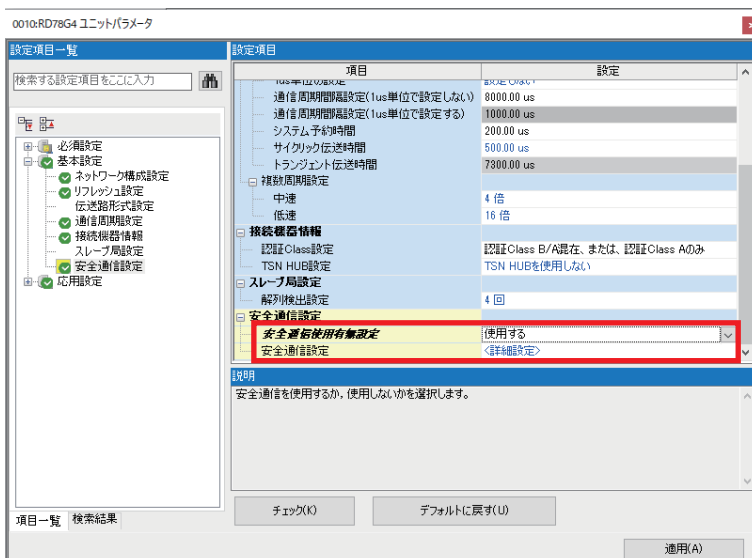 0010:RD78G4 ユニットパラメータ
設定項目一覧
検索する設定項目をここに入力
必須設定
基本設定
ネットワーク構成設定
リフレッシュ設定
伝送路形式設定
通信周期設定
接続機器情報
スレーブ局設定
安全通信設定
応用設定
項目一覧 検索結果
設定項目
項目 設定
1us単位の設定 設定しない
通信周期間隔設定(1us単位で設定しない) 8000.00 us
通信周期間隔設定(1us単位で設定する) 1000.00 us
システム予約時間 200.00 us
サイクリック伝送時間 500.00 us
トランジェント伝送時間 7300.00 us
複数周期設定
中速 4 倍
低速 16 倍
接続機器情報
認証Class設定 認証Class B/A混在、または、認証Class Aのみ
TSN HUB設定 TSN HUBを使用しない
スレーブ局設定
解列検出設定 4 回
安全通信設定
安全通信使用有無設定 使用する
安全通信設定 <詳細設定>
説明
安全通信を使用するか,使用しないかを選択します。
チェック(K) デフォルトに戻す(U)
適用(A)